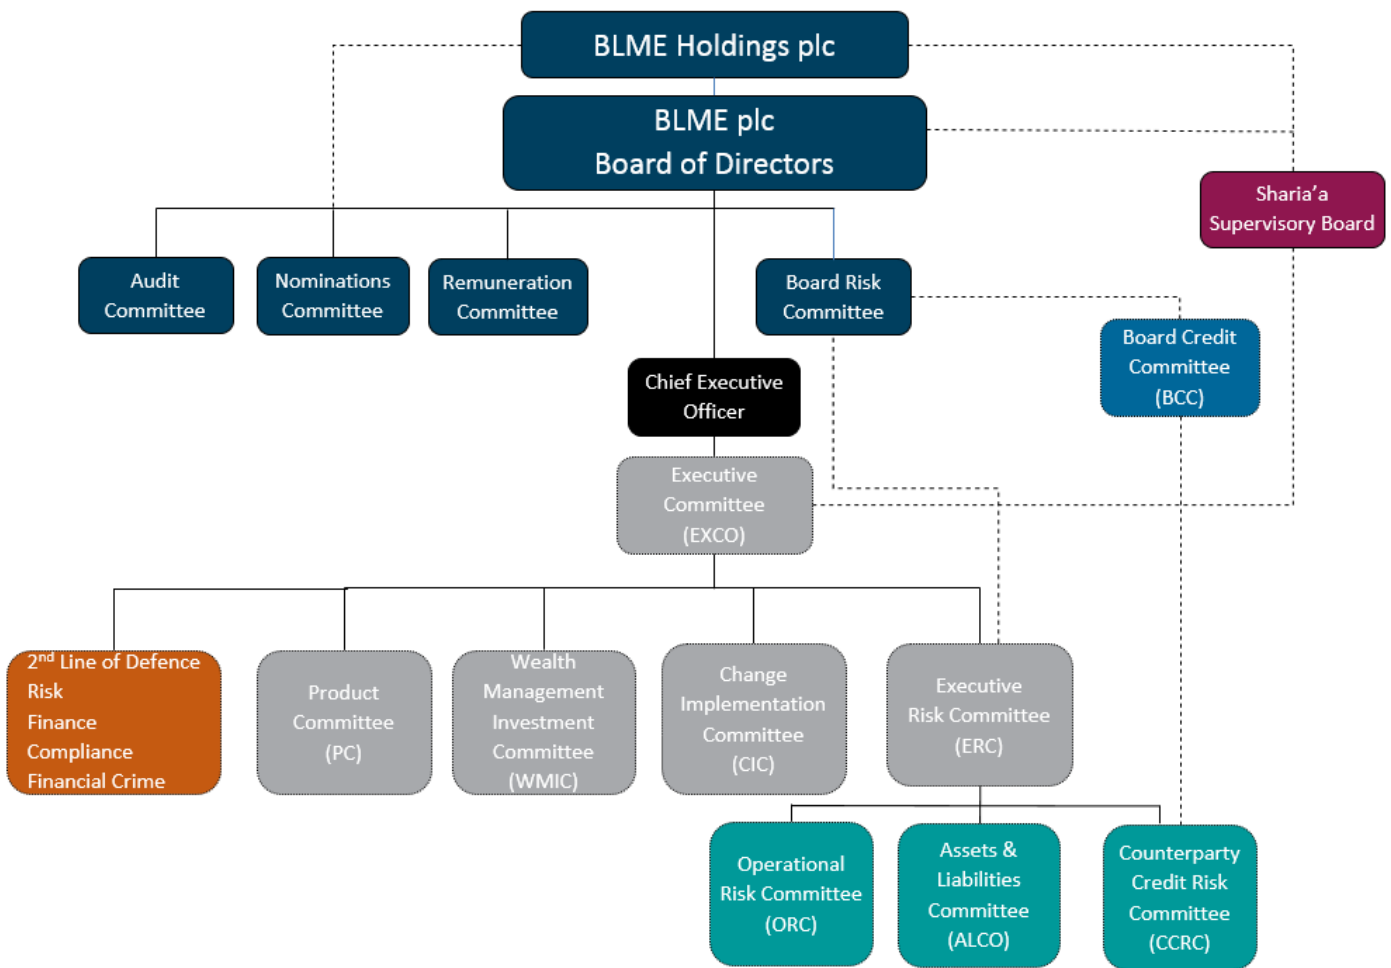 BLME Holdings plc
BLME plc
Board of Directors
Sharia’a
Supervisory Board
Audit
Committee
Nominations
Committee
Remuneration
Committee
Board Risk
Committee
Board Credit
Committee
(BCC)
Chief Executive
Officer
Executive
Committee
(EXCO)
2nd Line of Defence
Risk
Finance
Compliance
Financial Crime
Product
Committee
(PC)
Wealth
Management
Investment
Committee
(WMIC)
Change
Implementation
Committee
(CIC)
Executive
Risk Committee
(ERC)
Operational
Risk Committee
(ORC)
Assets &
Liabilities
Committee
(ALCO)
Counterparty
Credit Risk
Committee
(CCRC)